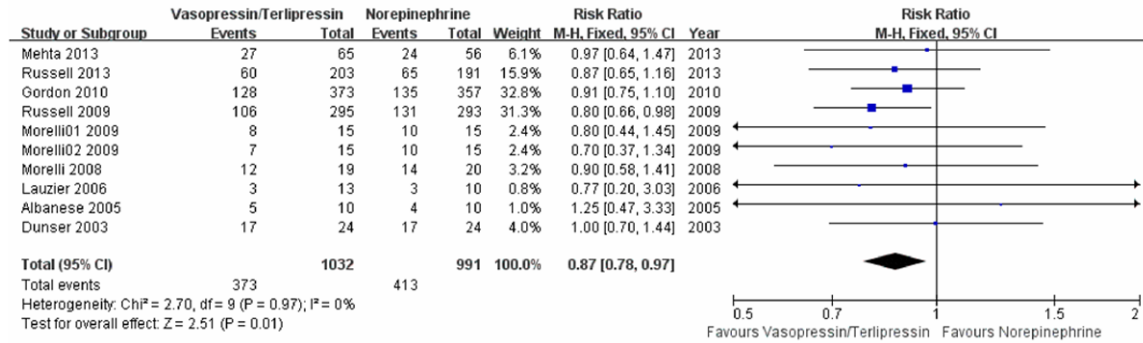 Vasopressin/Terlipressin Norepinephrine Risk Ratio Risk Ratio
Study or Subgroup Events Total Events Total Weight M-H, Fixed, 95% CI Year M-H, Fixed, 95% CI
Mehta 2013 27 65 24 56 6.1% 0.97 [0.64, 1.47] 2013
Russell 2013 60 203 65 191 15.9% 0.87 [0.65, 1.16] 2013
Gordon 2010 128 373 135 357 32.8% 0.91 [0.75, 1.10] 2010
Russell 2009 106 295 131 293 31.3% 0.80 [0.66, 0.98] 2009
Morelli01 2009 8 15 10 15 2.4% 0.80 [0.44, 1.45] 2009
Morelli02 2009 7 15 10 15 2.4% 0.70 [0.37, 1.34] 2009
Morelli 2008 12 19 14 20 3.2% 0.90 [0.58, 1.41] 2008
Lauzier 2006 3 13 3 10 0.8% 0.77 [0.20, 3.03] 2006
Albanese 2005 5 10 4 10 1.0% 1.25 [0.47, 3.33] 2005
Dunser 2003 17 24 17 24 4.0% 1.00 [0.70, 1.44] 2003
Total (95% CI) 1032 991 100.0% 0.87 [0.78, 0.97]
Total events 373 413
Heterogeneity: Chi² = 2.70, df = 9 (P = 0.97); I² = 0%
Test for overall effect: Z = 2.51 (P = 0.01)
0.5 0.7 1 1.5 2
Favours Vasopressin/Terlipressin Favours Norepinephrine